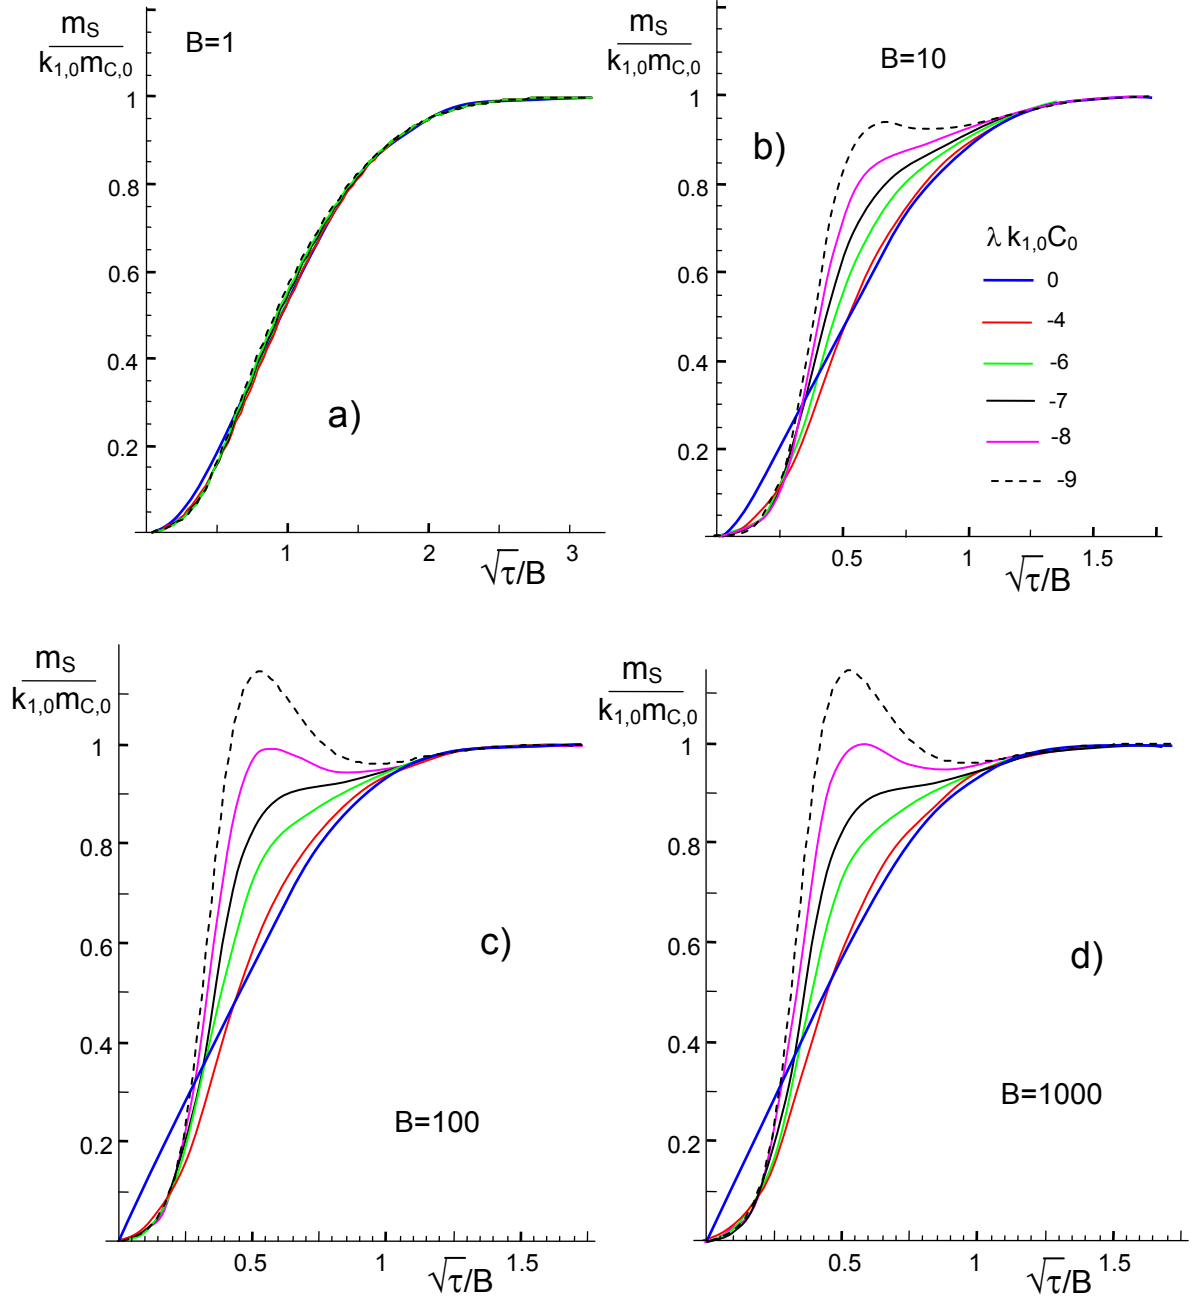 m_S
k_{1,0}m_{C,0}
B=1
1
0.8
0.6
0.4
0.2
a)
1
2
3
√τ/B
m_S
k_{1,0}m_{C,0}
B=10
b)
1
0.8
0.6
0.4
0.2
λ k_{1,0}C_0
0
-4
-6
-7
-8
-9
0.5
1
1.5
√τ/B
m_S
k_{1,0}m_{C,0}
1
0.8
0.6
0.4
0.2
c)
B=100
0.5
1
1.5
√τ/B
m_S
k_{1,0}m_{C,0}
1
0.8
0.6
0.4
0.2
d)
B=1000
0.5
1
1.5
√τ/B